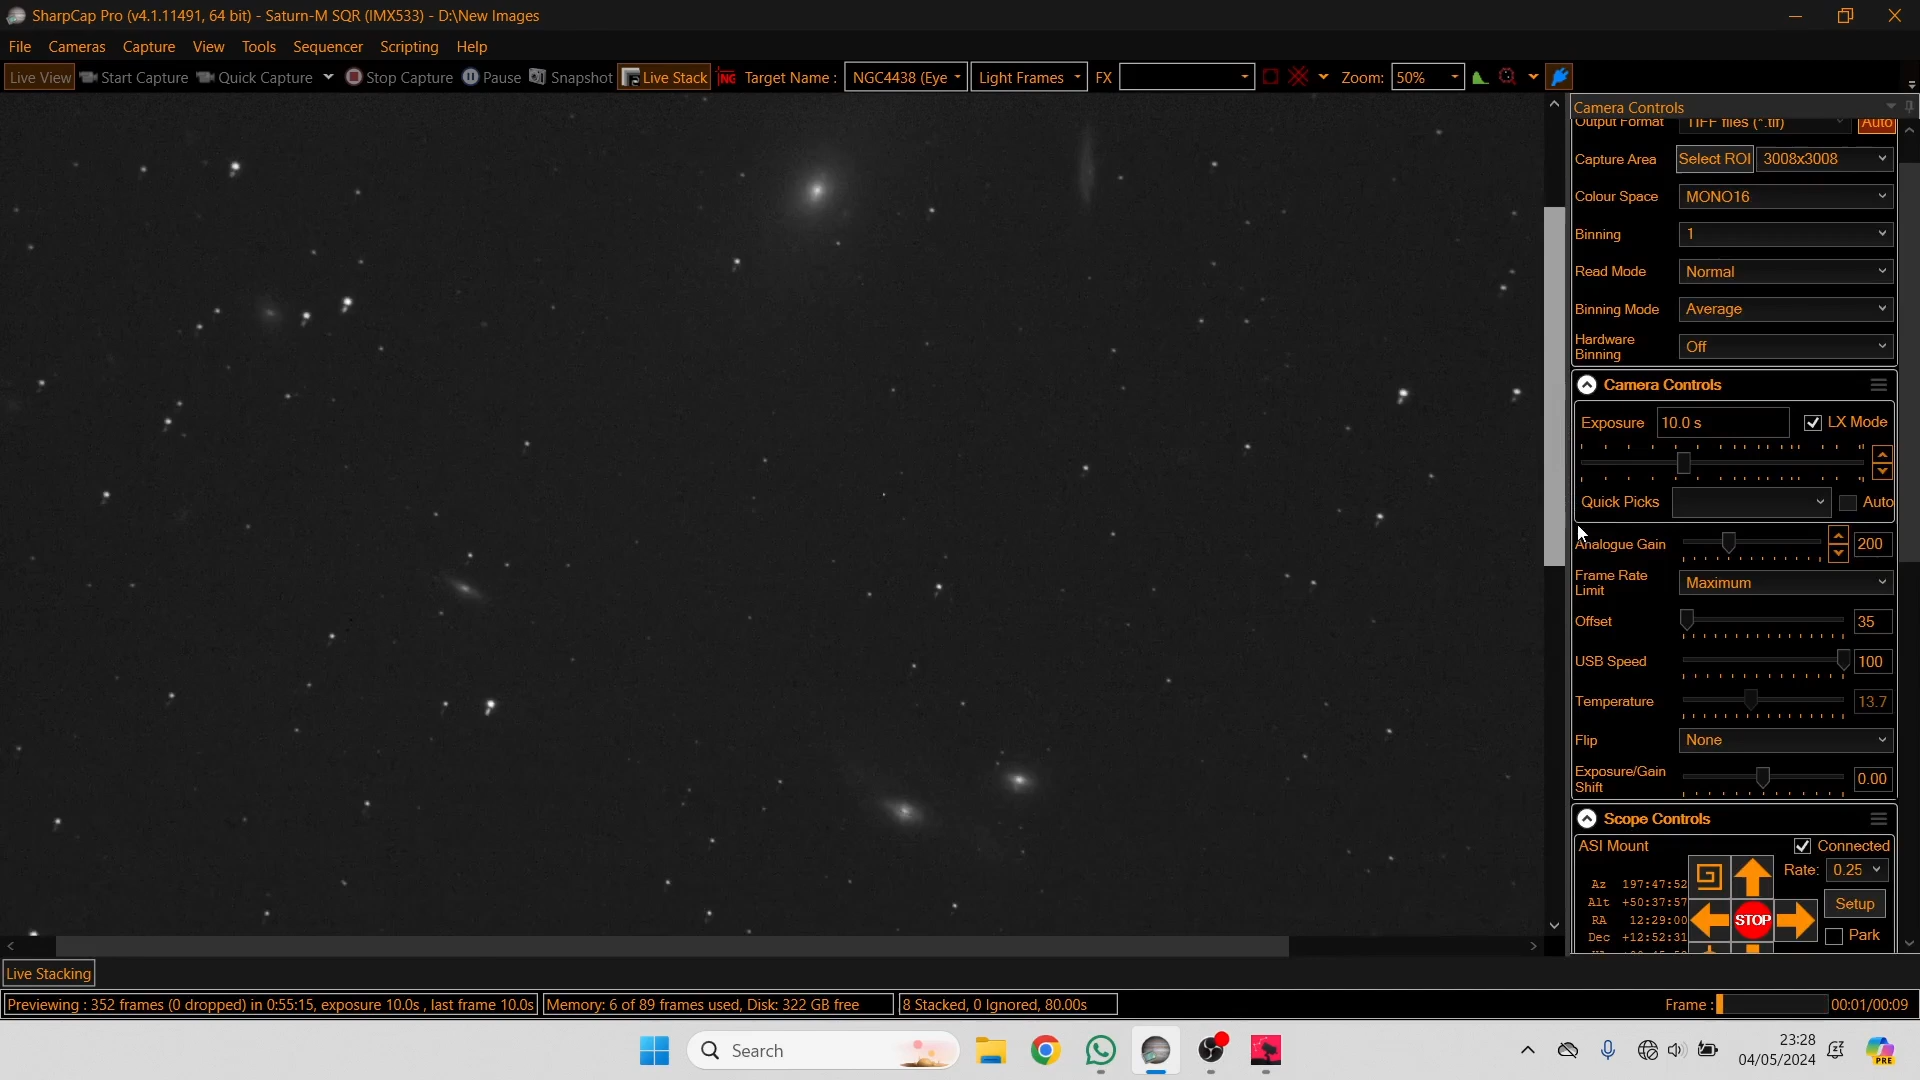 SharpCap Pro (v4.1.11491, 64 bit) - Saturn-M SQR (IMX533) - D:\New Images
File Cameras Capture View Tools Sequencer Scripting Help
Live View Start Capture Quick Capture Stop Capture Pause Snapshot Live Stack NG Target Name : NGC4438 (Eye Light Frames FX Zoom: 50%
Camera Controls
Output Format TIFF files (*.tif) Auto
Capture Area Select ROI 3008x3008
Colour Space MONO16
Binning 1
Read Mode Normal
Binning Mode Average
Hardware
Binning Off
Camera Controls
Exposure 10.0 s LX Mode
Quick Picks Auto
Analogue Gain 200
Frame Rate
Limit Maximum
Offset 35
USB Speed 100
Temperature 13.7
Flip None
Exposure/Gain
Shift 0.00
Scope Controls
ASI Mount Connected
Rate: 0.25
Az 197:47:52
Alt +50:37:57
Setup
RA 12:29:00
STOP
Dec +12:52:31
Park
Live Stacking
Previewing : 352 frames (0 dropped) in 0:55:15, exposure 10.0s , last frame 10.0s Memory: 6 of 89 frames used, Disk: 322 GB free 8 Stacked, 0 Ignored, 80.00s Frame : 00:01/00:09
Search
23:28
04/05/2024
PRE